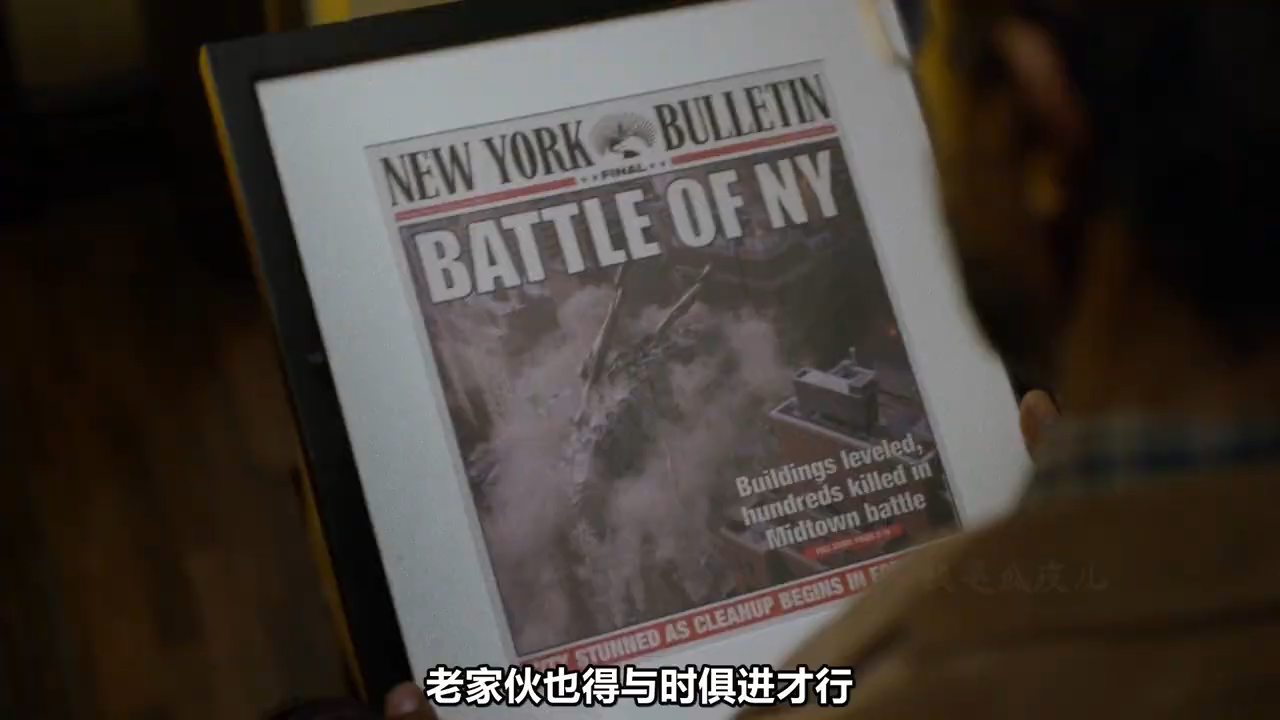 NEW YORK BULLETIN
FINAL
BATTLE OF NY
Buildings leveled,
hundreds killed in
Midtown battle
STUNNED AS CLEANUP BEGINS IN
老家伙也得与时俱进才行